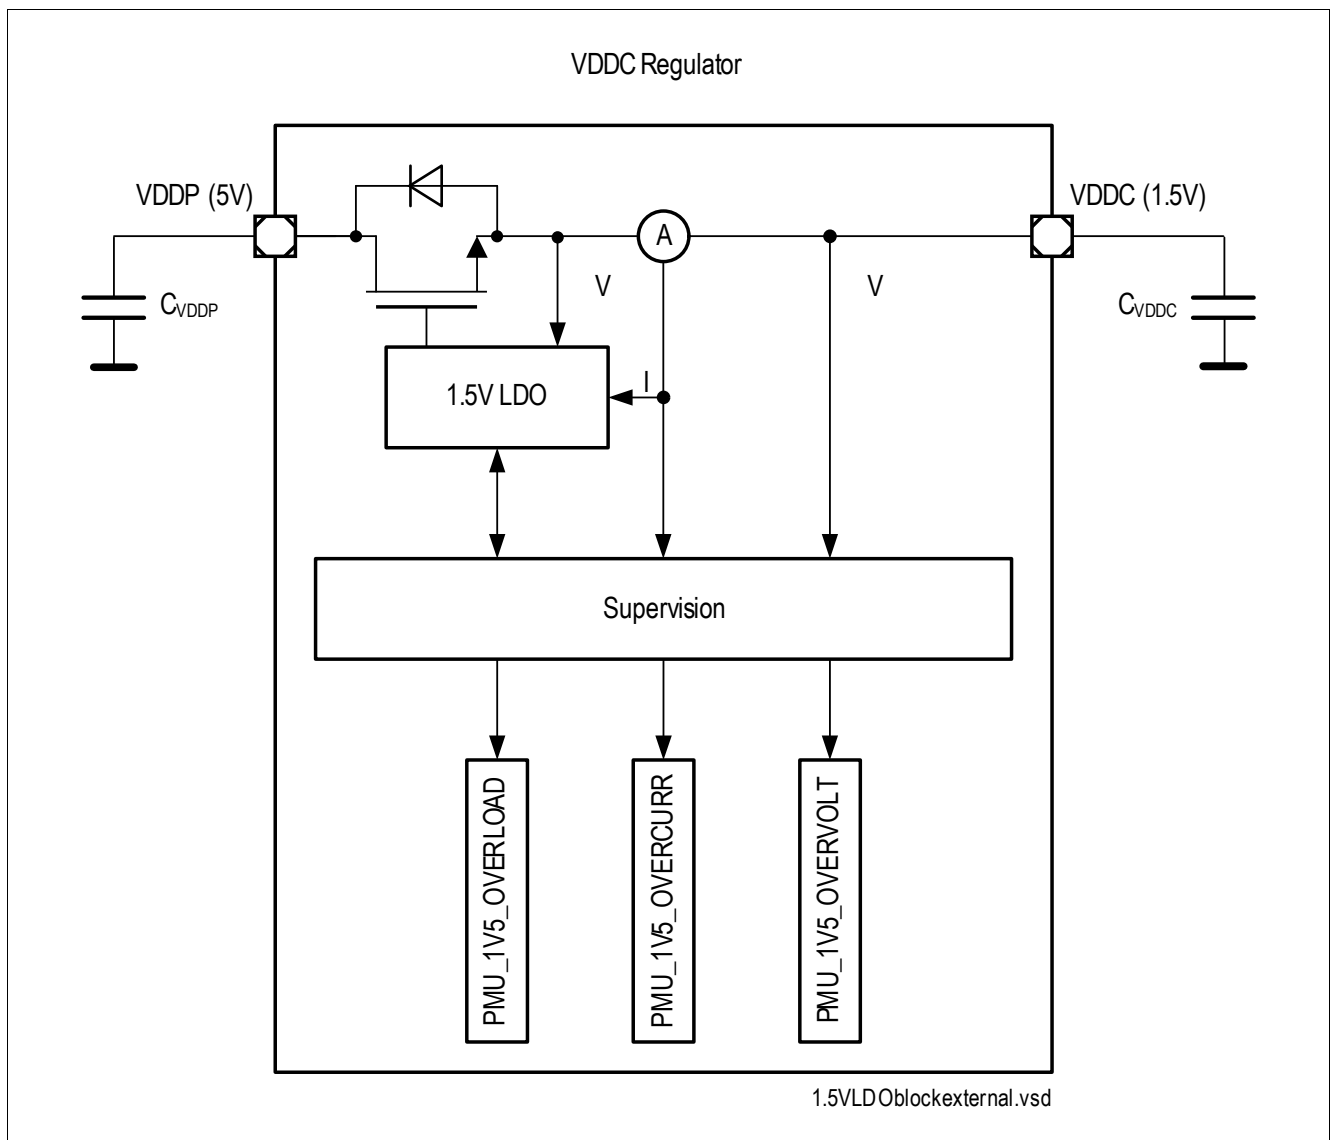 VDDC Regulator
VDDP (5V)
VDDC (1.5V)
A
V
V
CVDDP
CVDDC
I
1.5V LDO
Supervision
PMU_1V5_OVERLOAD
PMU_1V5_OVERCURR
PMU_1V5_OVERVOLT
1.5VLDOblockexternal.vsd